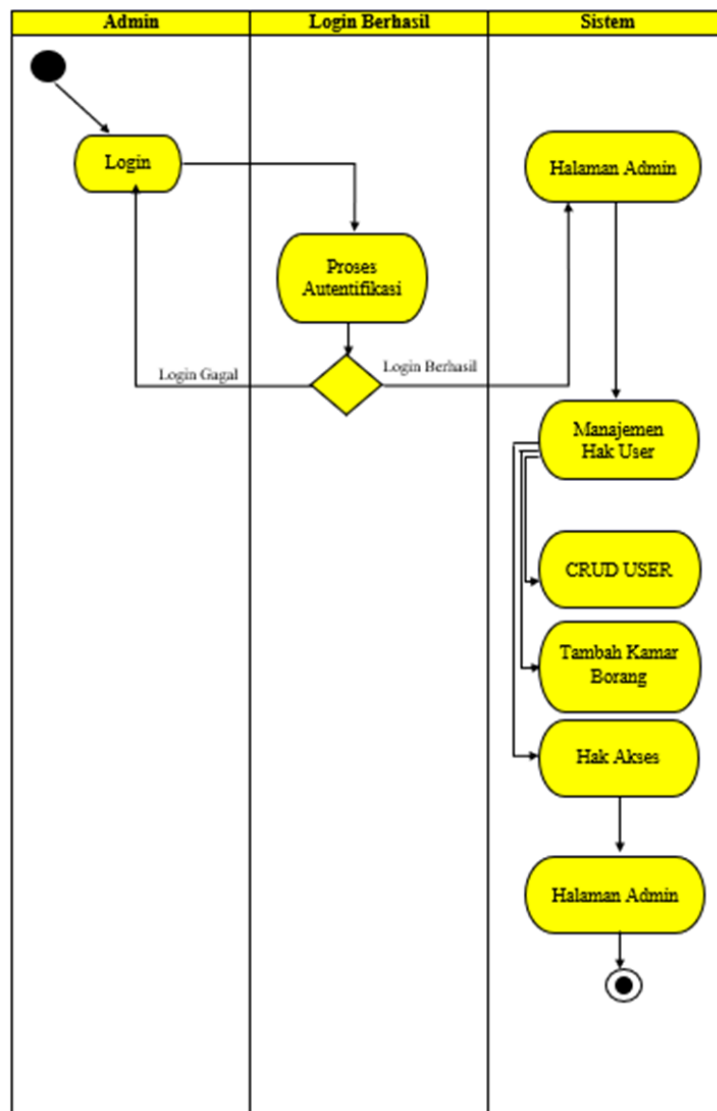 Admin
Login Berhasil
Sistem
Login
Halaman Admin
Proses
Autentifikasi
Login Gagal
Login Berhasil
Manajemen
Hak User
CRUD USER
Tambah Kamar
Borang
Hak Akses
Halaman Admin